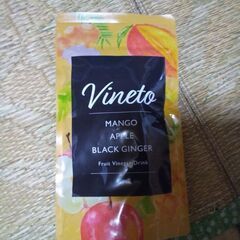 Vineto
MANGO
APPLE
BLACK GINGER
Fruit Vinegar Drink